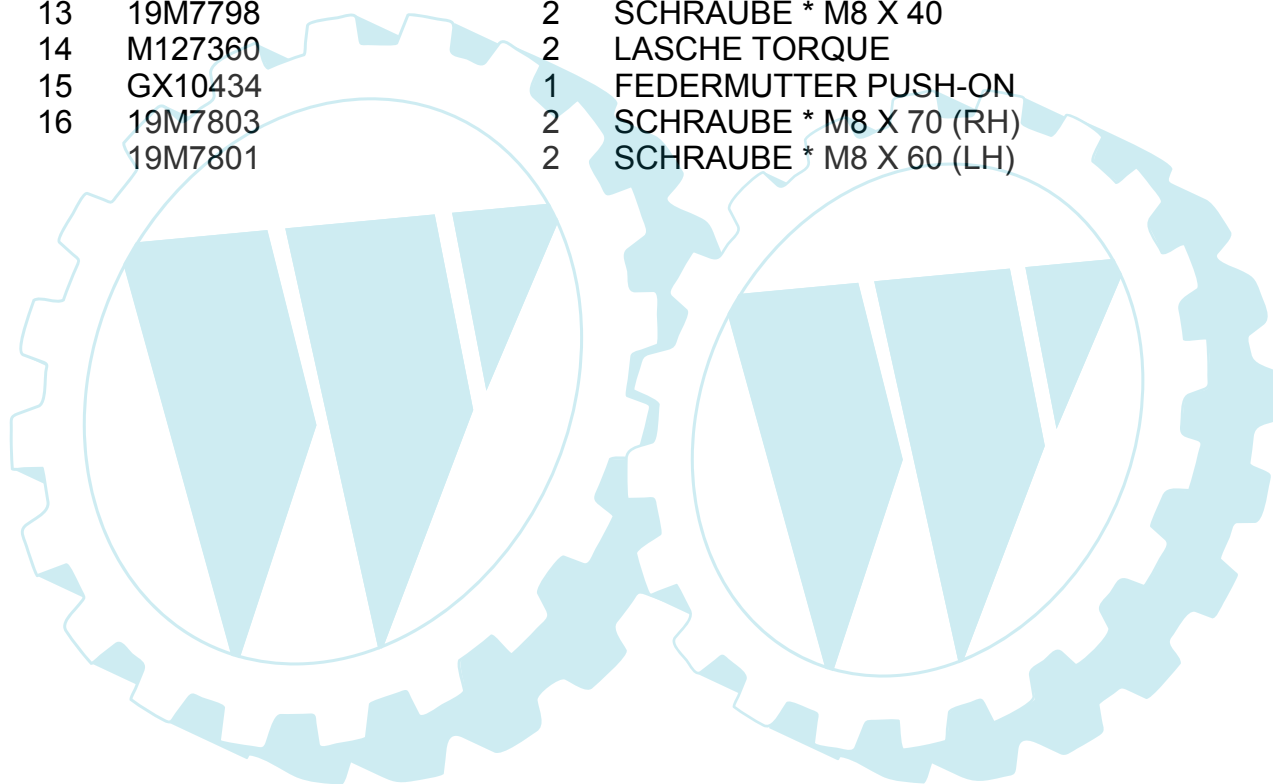 13 19M7798 2 SCHRAUBE * M8 X 40
14 M127360 2 LASCHE TORQUE
15 GX10434 1 FEDERMUTTER PUSH-ON
16 19M7803 2 SCHRAUBE * M8 X 70 (RH)
19M7801 2 SCHRAUBE * M8 X 60 (LH)